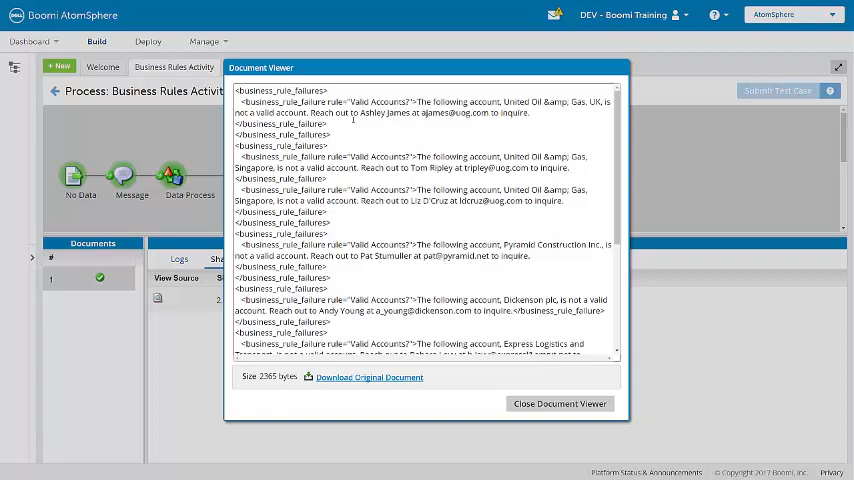 DELL Boomi AtomSphere
DEV - Boomi Training
AtomSphere
Dashboard
Build
Deploy
Manage
+ New
Welcome
Business Rules Activity
Process: Business Rules Activit
Submit Test Case
No Data
Message
Data Process
Documents
#
1
Logs
Sha
View Source
2.
Document Viewer
<business_rule_failures>
<business_rule_failure rule="Valid Accounts?">The following account, United Oil &amp; Gas, UK, is
not a valid account. Reach out to Ashley James at ajames@uog.com to inquire.
</business_rule_failure>
</business_rule_failures>
<business_rule_failures>
<business_rule_failure rule="Valid Accounts?">The following account, United Oil &amp; Gas,
Singapore, is not a valid account. Reach out to Tom Ripley at tripley@uog.com to inquire.
</business_rule_failure>
<business_rule_failure rule="Valid Accounts?">The following account, United Oil &amp; Gas,
Singapore, is not a valid account. Reach out to Liz D'Cruz at ldcruz@uog.com to inquire.
</business_rule_failure>
</business_rule_failures>
<business_rule_failures>
<business_rule_failure rule="Valid Accounts?">The following account, Pyramid Construction Inc., is
not a valid account. Reach out to Pat Stumuller at pat@pyramid.net to inquire.
</business_rule_failure>
</business_rule_failures>
<business_rule_failures>
<business_rule_failure rule="Valid Accounts?">The following account, Dickenson plc, is not a valid
account. Reach out to Andy Young at a_young@dickenson.com to inquire.</business_rule_failure>
</business_rule_failures>
<business_rule_failures>
<business_rule_failure rule="Valid Accounts?">The following account, Express Logistics and
Size 2365 bytes
Download Original Document
Close Document Viewer
Platform Status & Announcements
© Copyright 2017 Boomi, Inc.
Privacy